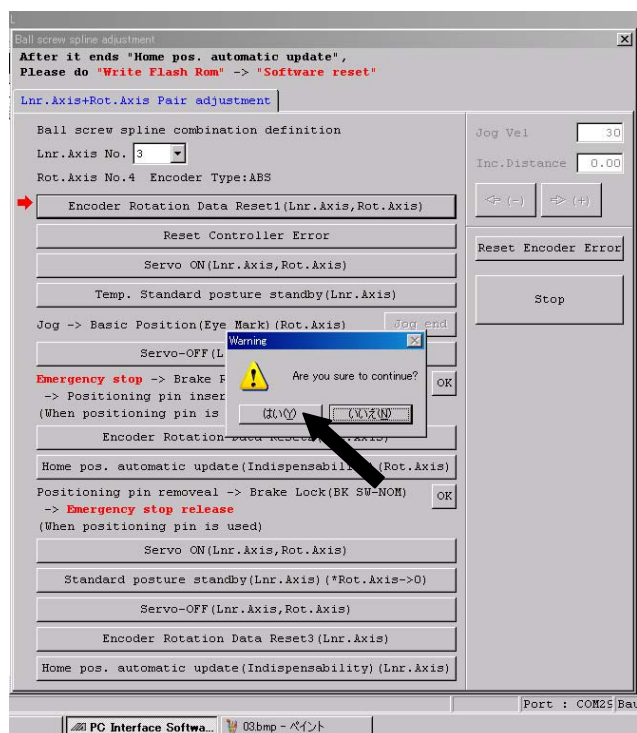 Ball screw spline adjustment
After it ends "Home pos. automatic update",
Please do "Write Flash Rom" -> "Software reset"
Lnr.Axis+Rot.Axis Pair adjustment
Ball screw spline combination definition
Lnr.Axis No. 3
Rot.Axis No.4 Encoder Type:ABS
Encoder Rotation Data Reset1(Lnr.Axis,Rot.Axis)
Reset Controller Error
Servo ON(Lnr.Axis,Rot.Axis)
Temp. Standard posture standby(Lnr.Axis)
Jog -> Basic Position(Eye Mark)(Rot.Axis) Jog end
Servo-OFF(L
Emergency stop -> Brake R
OK
-> Positioning pin inser
(When positioning pin is
Encoder Rotation
Home pos. automatic update(Indispensability)(Rot.Axis)
Positioning pin removeal -> Brake Lock(BK SW-NOM)
OK
-> Emergency stop release
(When positioning pin is used)
Servo ON(Lnr.Axis,Rot.Axis)
Standard posture standby(Lnr.Axis)(*Rot.Axis->0)
Servo-OFF(Lnr.Axis,Rot.Axis)
Encoder Rotation Data Reset3(Lnr.Axis)
Home pos. automatic update(Indispensability)(Lnr.Axis)
Warning
Are you sure to continue?
はい(Y) いいえ(N)
Jog Vel 30
Inc.Distance 0.00
(-) (+)
Reset Encoder Error
Stop
Port : COM2 Bau
PC Interface Softwa... 03.bmp - ペイント